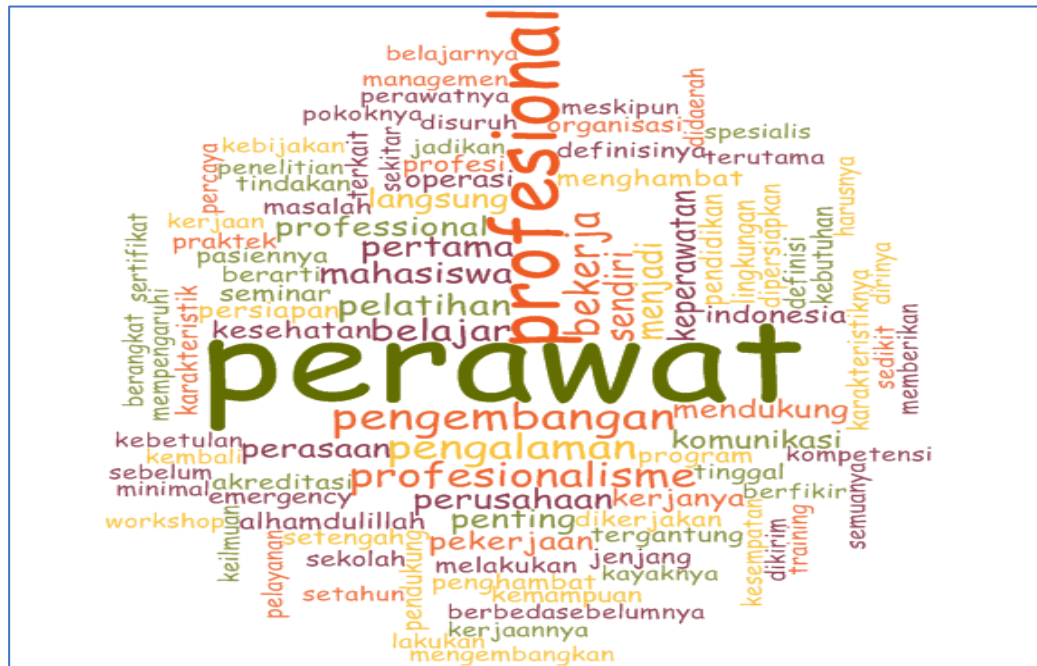 belajarnya
managemen
perawatnya
pokoknya
disuruh
profesional
meskipun
organisasi
didaerah
spesialis
kebijakan
terkait
sekitar
jadikan
definisinya
terutama
percaya
penelitian
profesi
menghambat
tindakan
operasi
masalah
langsung
harusnya
kerjaan
professional
bekerja
keperawatan
pendidikan
lingkungan
dipersiapkan
definisi
kebutuhan
praktek
pertama
sendiri
menjadi
pasiennya
mahasiswa
berarti
sertifikat
seminar
pelatihan
karakteristiknya
dirinya
persiapan
indonesia
berangkat
mempengaruhi
karakteristik
kesehatan
belajar
sedikit
memberikan
perawat
pengembangan
mendukung
kebetulan
perasaan
pengalaman
komunikasi
kembali
program
kompetensi
sebelum
akreditasi
profesionalisme
tinggal
minimal
emergency
perusahaan
kerjanya
berfikir
semuanya
workshop
alhamdulillah
penting
dikerjakan
kesempatan
dikirim
training
keilmuan
setengah
pekerjaan
tergantung
pelayanan
sekolah
pendukung
melakukan
jenjang
penghambat
kayaknya
setahun
kemampuan
berbedasebelumnya
kerjaannya
lakukan
mengembangkan